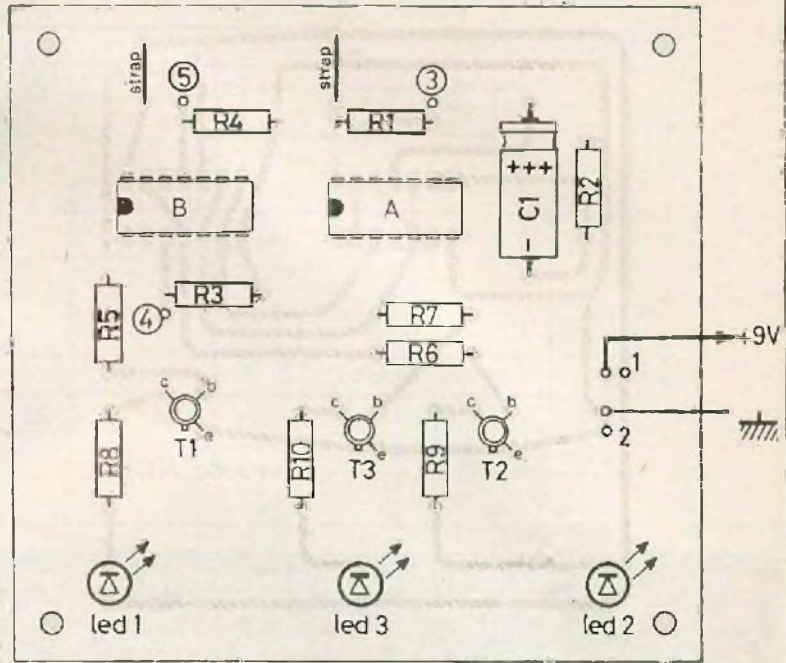 strap
5
strap
3
R4
R1
+++
C1
-
R2
B
A
R3
R5
4
R7
R6
+9V
1
2
c
b
e
T1
c
b
e
T3
c
b
e
T2
R8
R10
R9
led 1
led 3
led 2